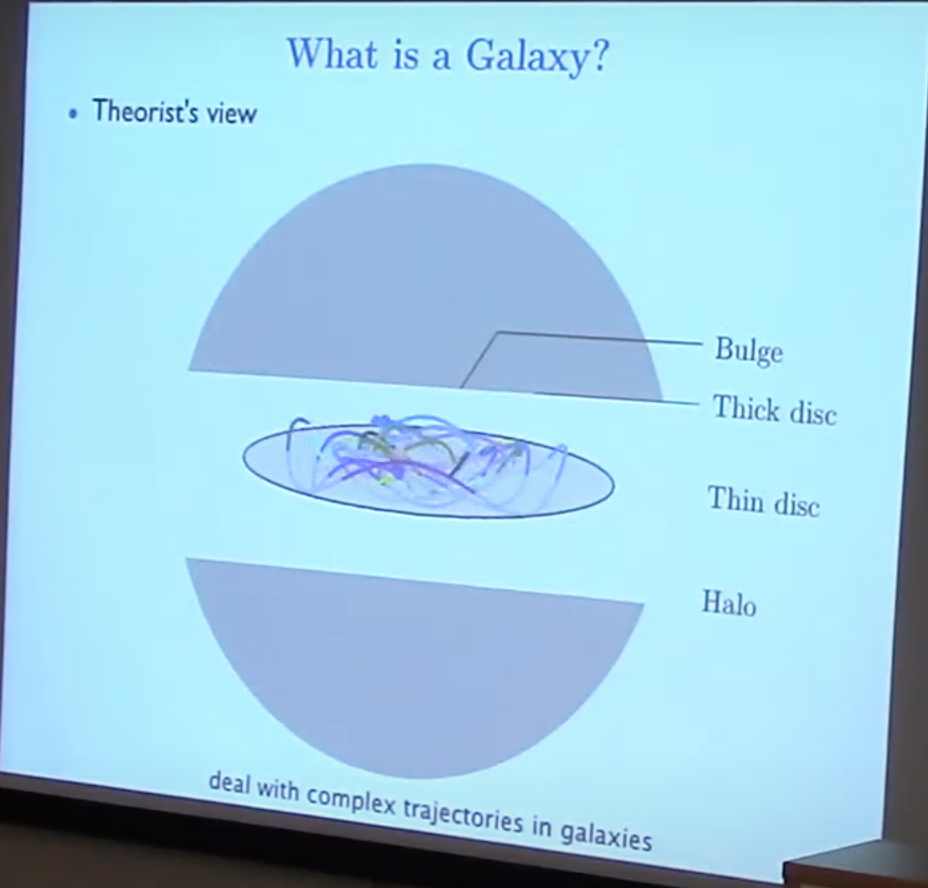 What is a Galaxy?
• Theorist's view
Bulge
Thick disc
Thin disc
Halo
deal with complex trajectories in galaxies